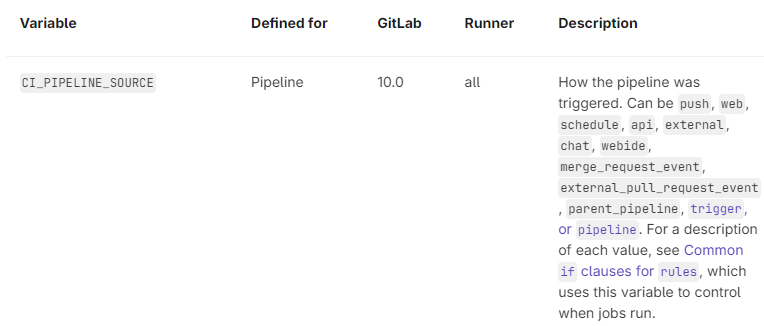 Variable Defined for GitLab Runner Description
CI_PIPELINE_SOURCE Pipeline 10.0 all How the pipeline was
triggered. Can be push, web,
schedule, api, external,
chat, webide,
merge_request_event,
external_pull_request_event
, parent_pipeline, trigger,
or pipeline. For a description
of each value, see Common
if clauses for rules, which
uses this variable to control
when jobs run.